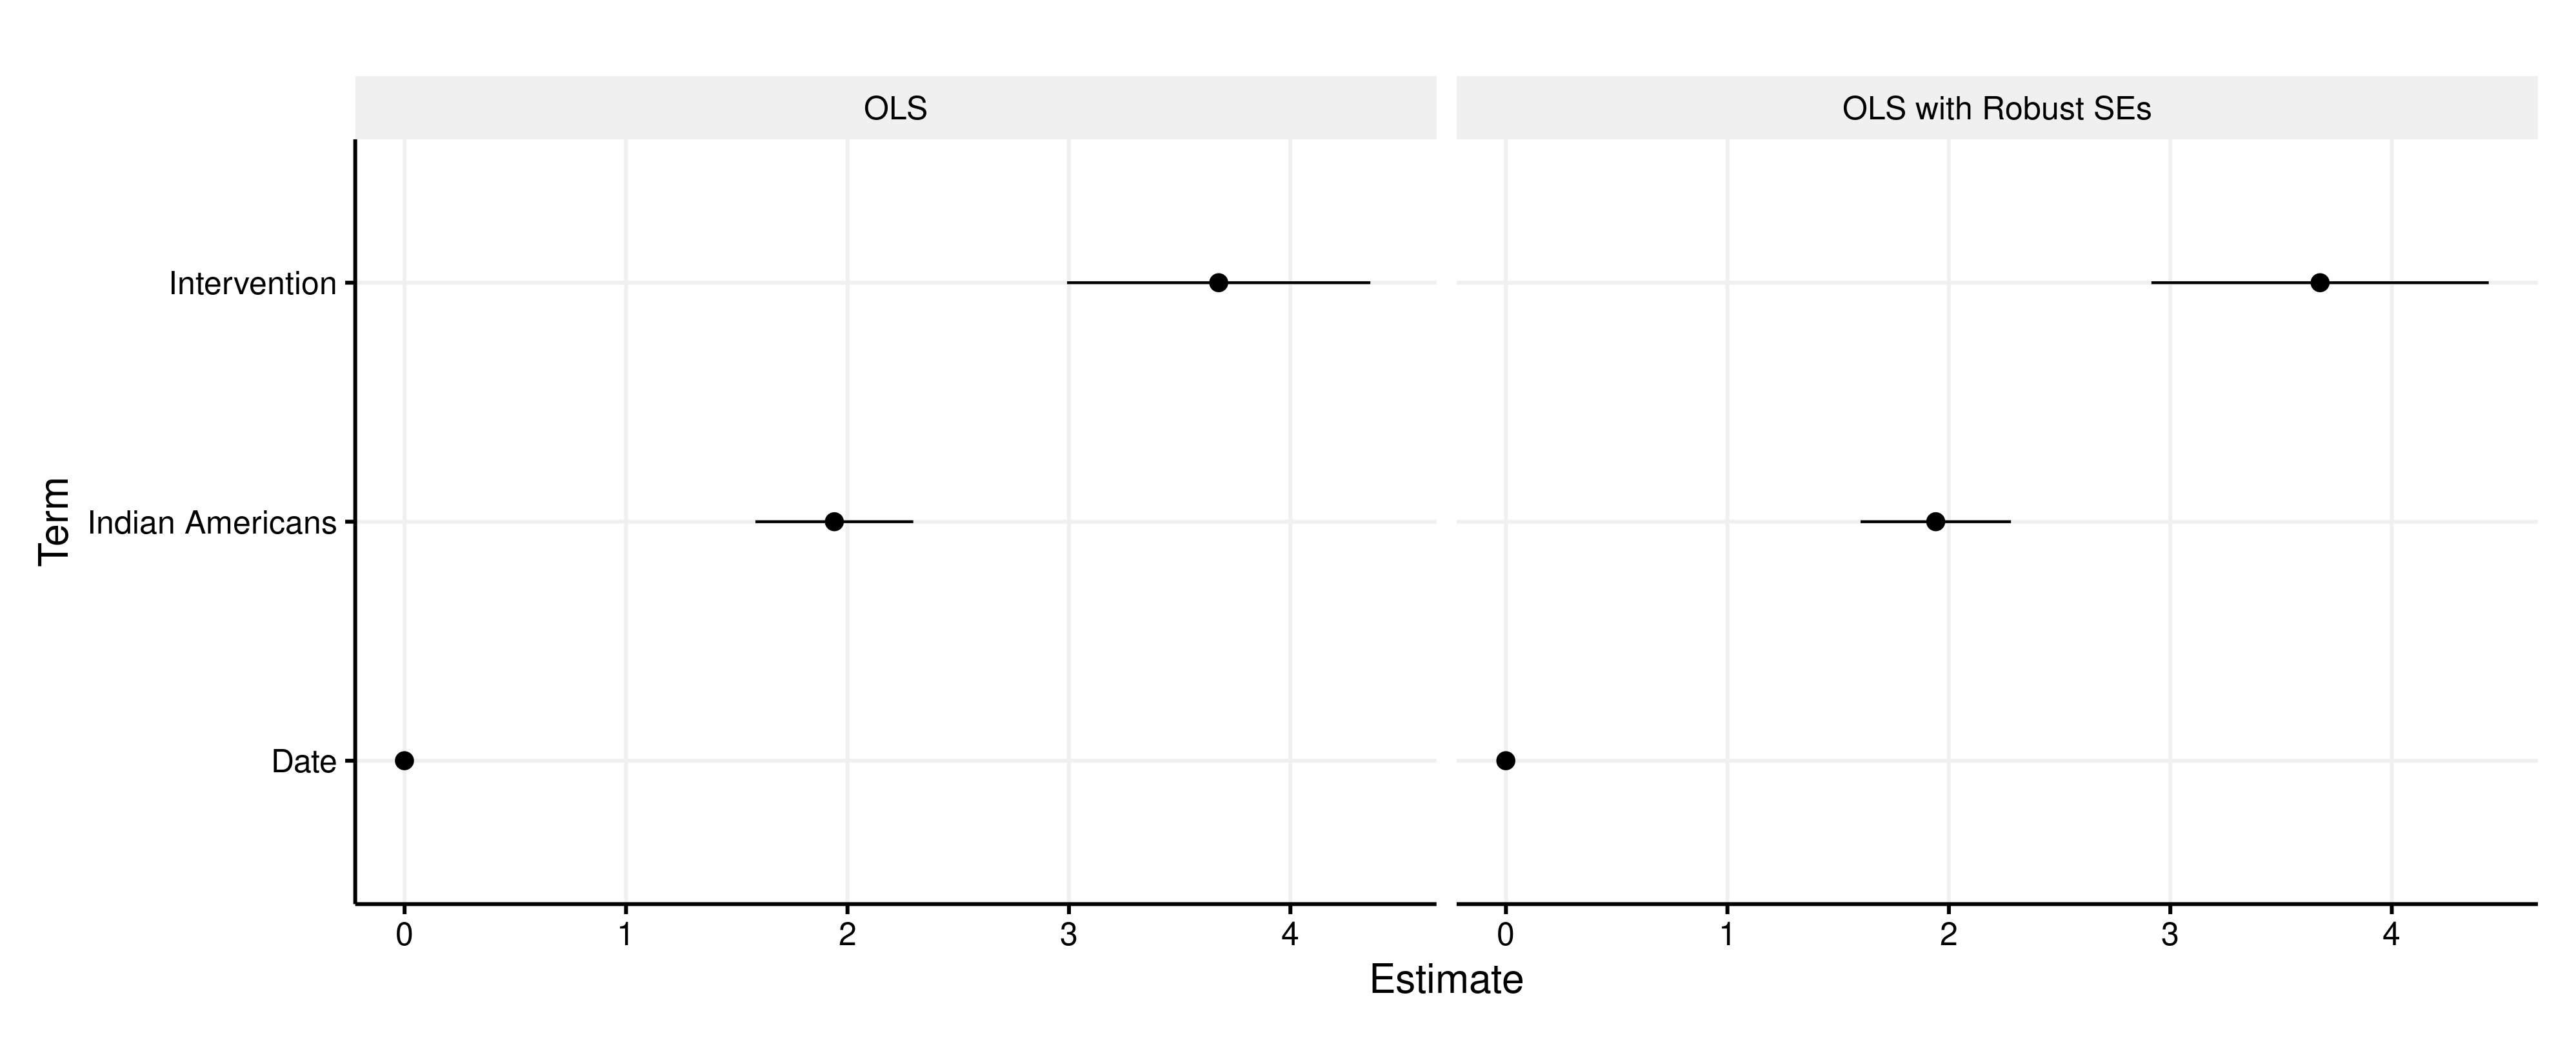 OLS
OLS with Robust SEs
Term
Intervention
Indian Americans
Date
0 1 2 3 4
0 1 2 3 4
Estimate